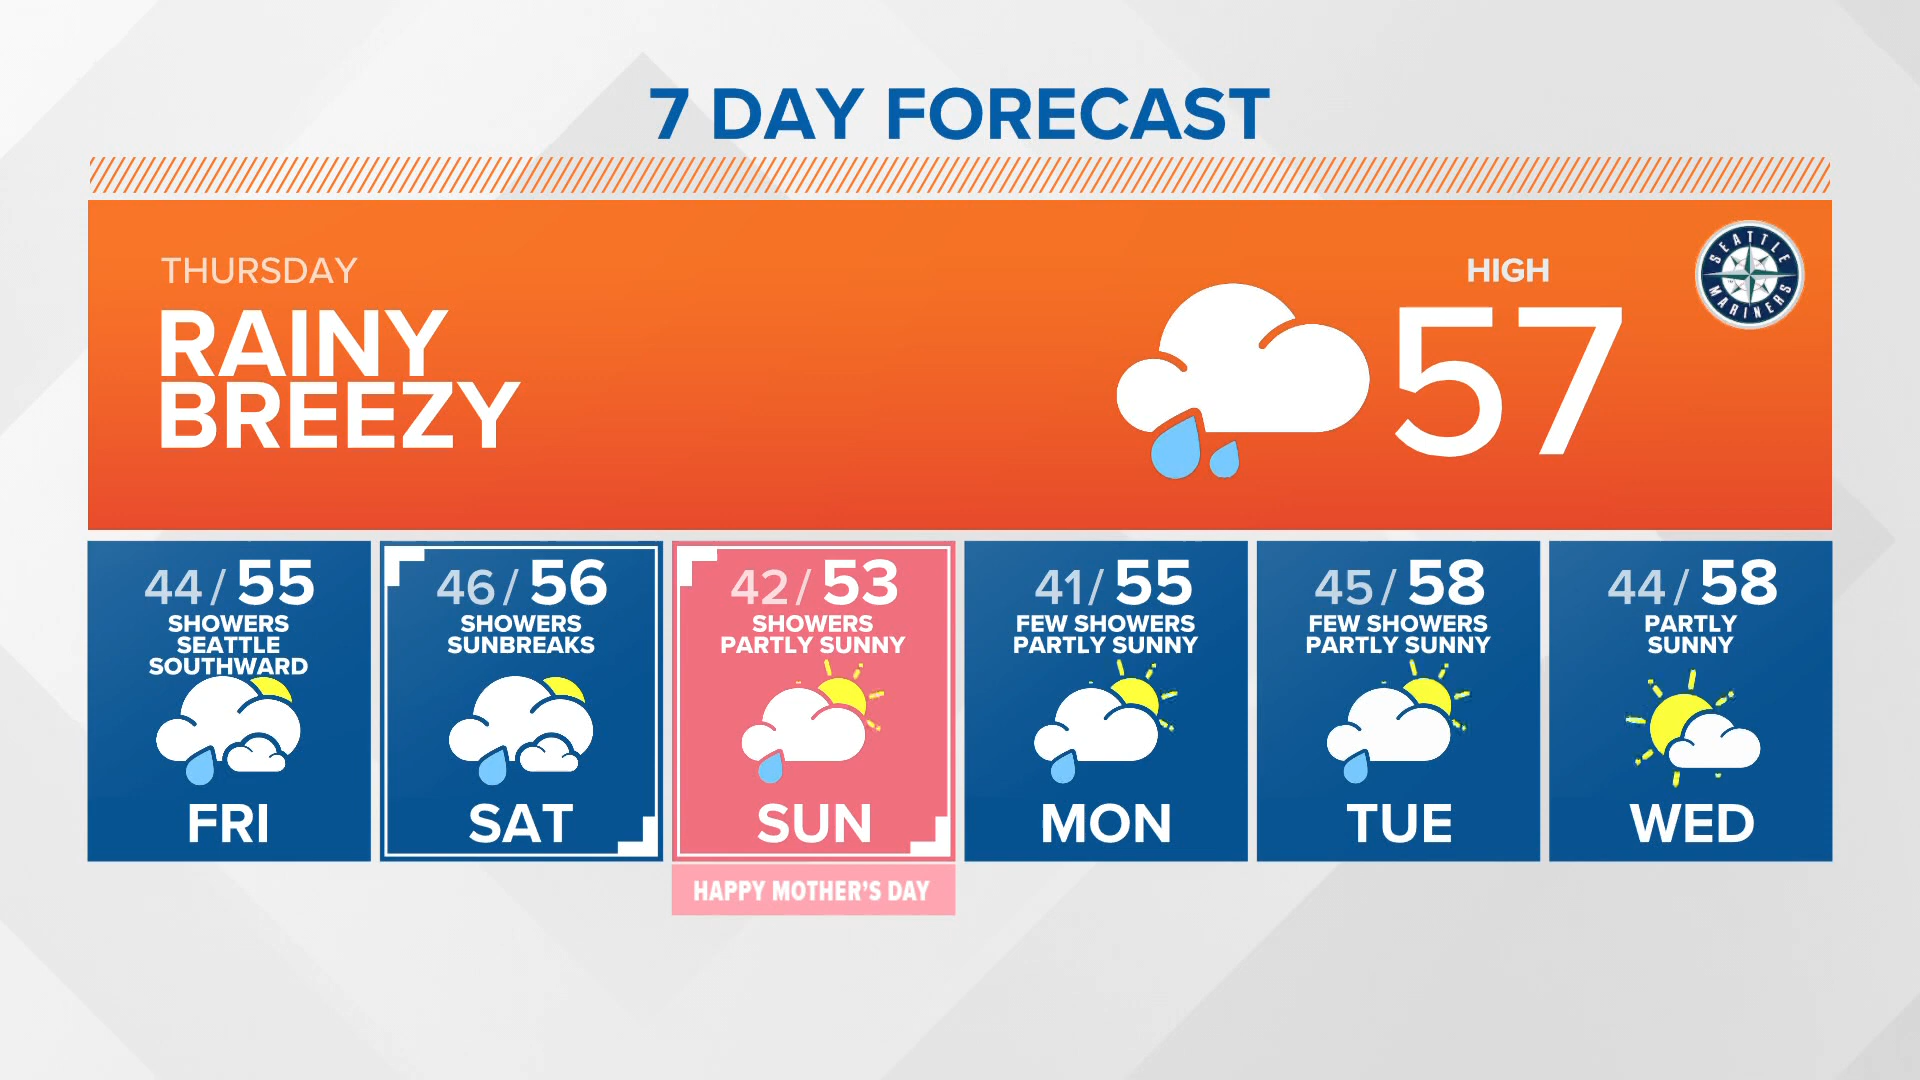 7 DAY FORECAST
THURSDAY
RAINY
BREEZY
HIGH
57
SEATTLE
MARINERS
44/55
SHOWERS
SEATTLE
SOUTHWARD
FRI
46/56
SHOWERS
SUNBREAKS
SAT
42/53
SHOWERS
PARTLY SUNNY
SUN
HAPPY MOTHER'S DAY
41/55
FEW SHOWERS
PARTLY SUNNY
MON
45/58
FEW SHOWERS
PARTLY SUNNY
TUE
44/58
PARTLY
SUNNY
WED